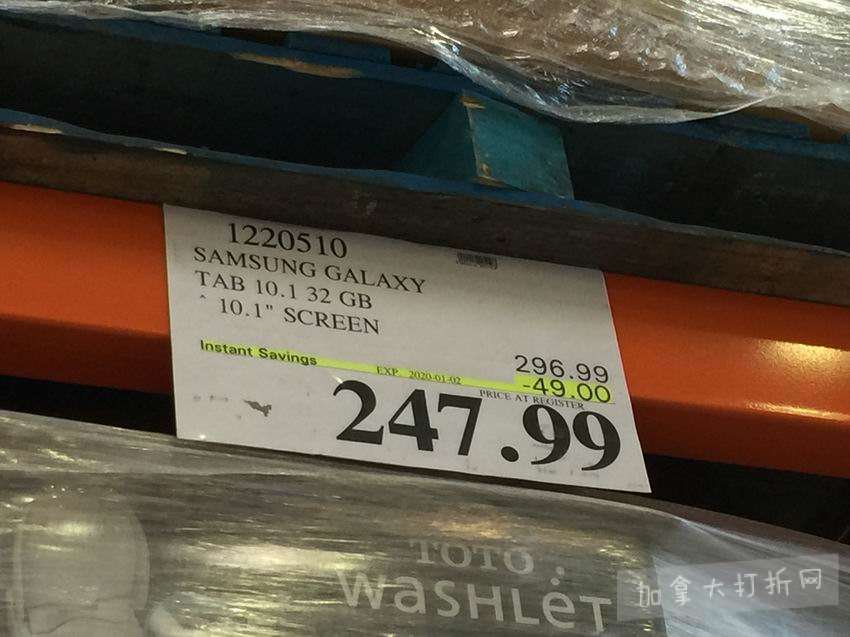 1220510
SAMSUNG GALAXY
TAB 10.1 32 GB
^ 10.1" SCREEN
Instant Savings
296.99
EXP 2020-01-02
-49.00
PRICE AT REGISTER
247.99
TOTO
WASHLeT
加拿大打折网